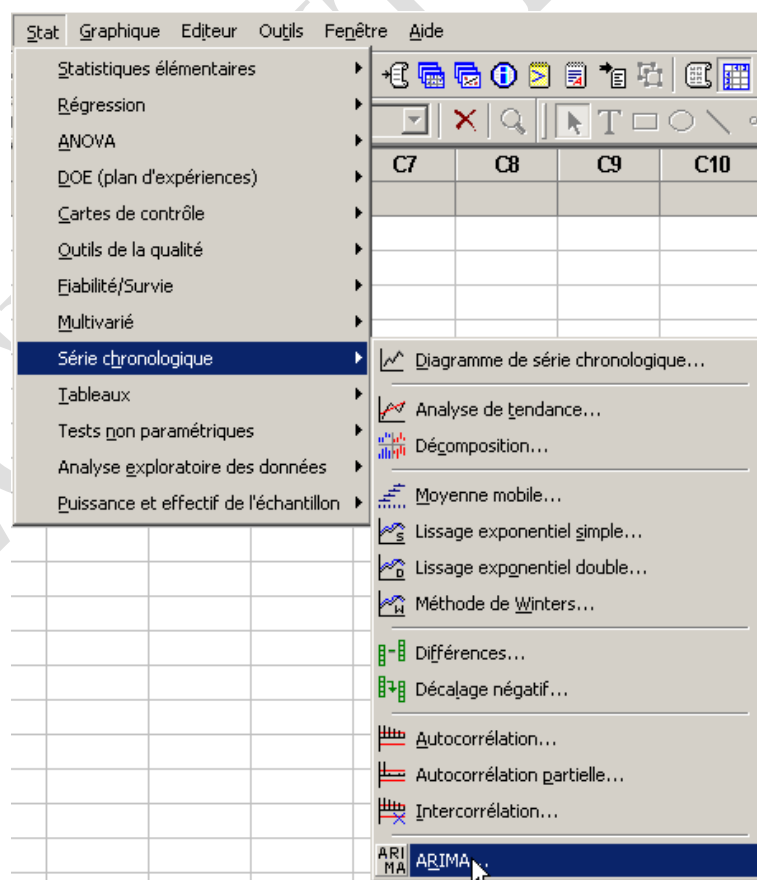 Stat Graphique Editeur Outils Fenêtre Aide
Statistiques élémentaires
Régression
ANOVA
DOE (plan d'expériences)
Cartes de contrôle
Outils de la qualité
Fiabilité/Survie
Multivarié
Série chronologique
Tableaux
Tests non paramétriques
Analyse exploratoire des données
Puissance et effectif de l'échantillon
C7 C8 C9 C10
Diagramme de série chronologique...
Analyse de tendance...
Décomposition...
Moyenne mobile...
Lissage exponentiel simple...
Lissage exponentiel double...
Méthode de Winters...
Différences...
Décalage négatif...
Autocorrélation...
Autocorrélation partielle...
Intercorrélation...
ARI
MA
ARIMA...